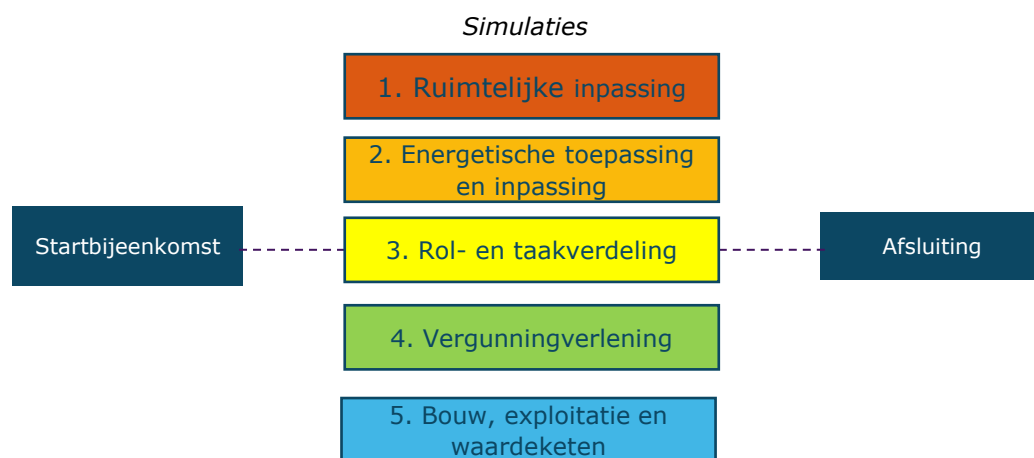 Simulaties
1. Ruimtelijke inpassing
2. Energetische toepassing
en inpassing
Startbijeenkomst
3. Rol- en taakverdeling
Afsluiting
4. Vergunningverlening
5. Bouw, exploitatie en
waardeketen